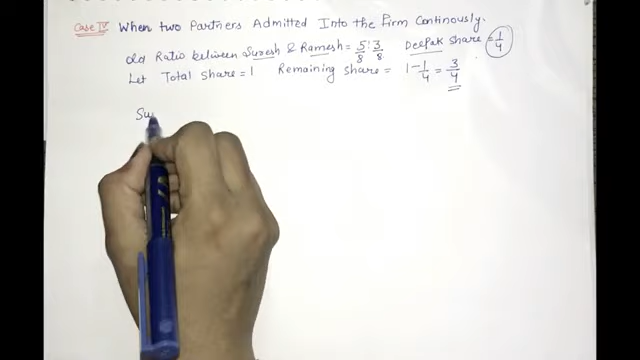 Case IV When two Partners Admitted Into the Firm Continously.
Old Ratio between Suresh & Ramesh = 5/8 : 3/8 Deepak Share = 1/4
Let Total Share = 1 Remaining Share = 1 - 1/4 = 3/4
Su